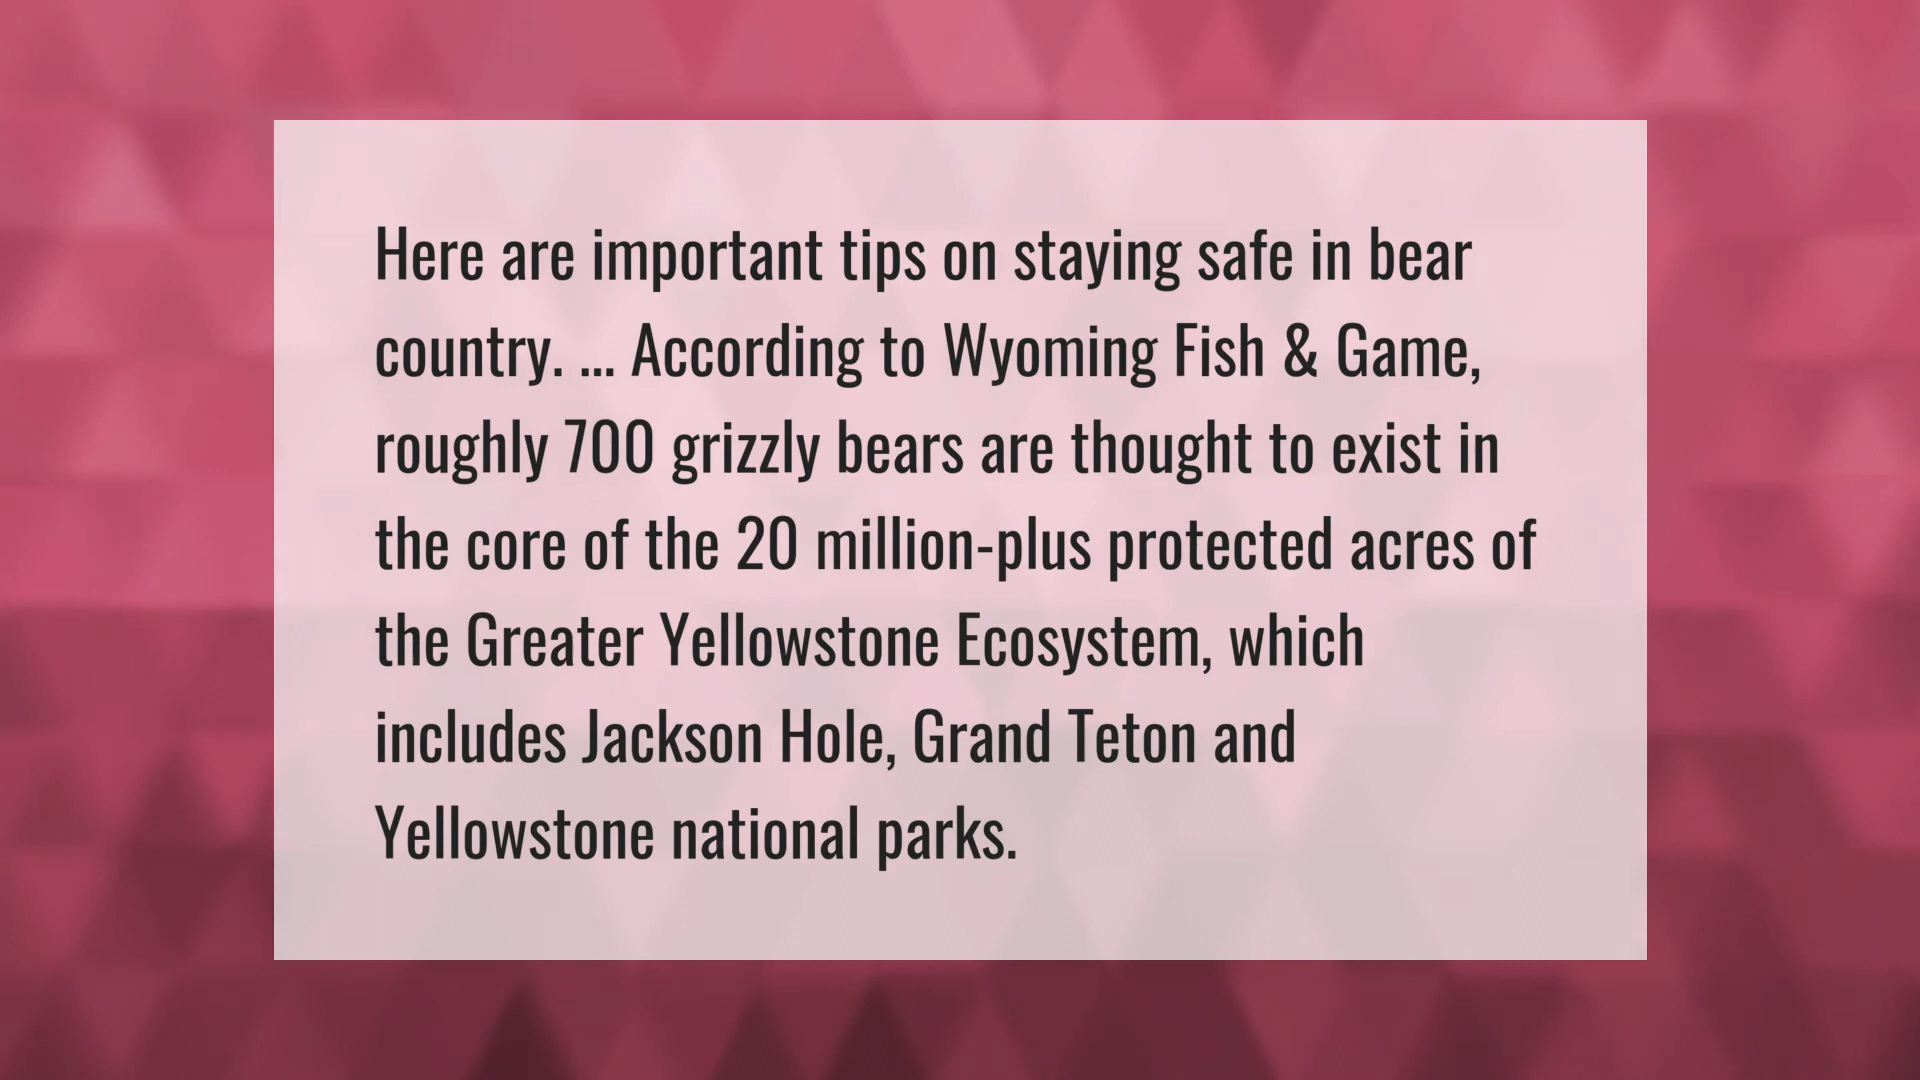 Here are important tips on staying safe in bear
country. ... According to Wyoming Fish & Game,
roughly 700 grizzly bears are thought to exist in
the core of the 20 million-plus protected acres of
the Greater Yellowstone Ecosystem, which
includes Jackson Hole, Grand Teton and
Yellowstone national parks.